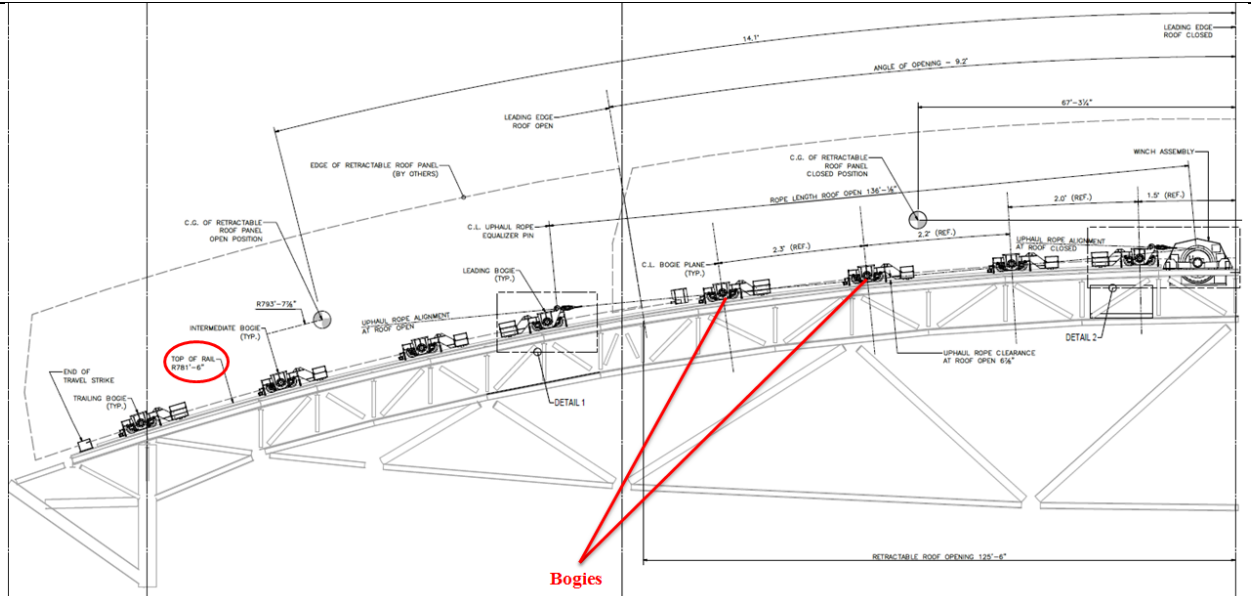 LEADING EDGE
ROOF CLOSED
14.1°
ANGLE OF OPENING - 9.2°
67'-3¼"
LEADING EDGE
ROOF OPEN
EDGE OF RETRACTABLE ROOF PANEL
(BY OTHERS)
C.G. OF RETRACTABLE
ROOF PANEL
CLOSED POSITION
WINCH ASSEMBLY
ROPE LENGTH ROOF OPEN 136'-⅛"
2.0° (REF.)
1.5° (REF.)
C.G. OF RETRACTABLE
ROOF PANEL
OPEN POSITION
C.L. UPHAUL ROPE
EQUALIZER PIN
2.3° (REF.)
2.2° (REF.)
UPHAUL ROPE ALIGNMENT
AT ROOF CLOSED
C.L. BOGIE PLANE
(TYP.)
LEADING BOGIE
(TYP.)
R793'-7⅞"
INTERMEDIATE BOGIE
(TYP.)
UPHAUL ROPE ALIGNMENT
AT ROOF OPEN
TOP OF RAIL
R781'-6"
END OF
TRAVEL STRIKE
TRAILING BOGIE
(TYP.)
DETAIL 1
DETAIL 2
UPHAUL ROPE CLEARANCE
AT ROOF OPEN 6⅞"
RETRACTABLE ROOF OPENING 125'-6"
Bogies